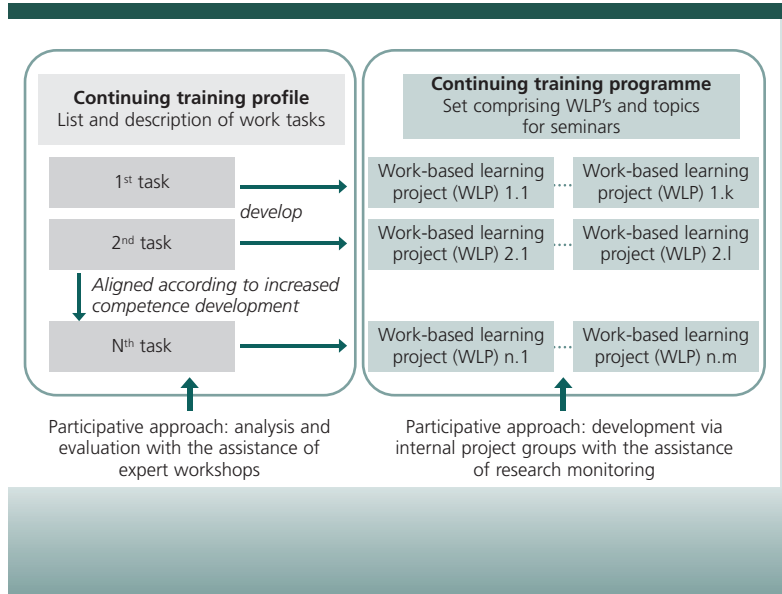 Continuing training profile
List and description of work tasks
1st task
2nd task
Aligned according to increased
competence development
Nth task
Participative approach: analysis and
evaluation with the assistance of
expert workshops
develop
Continuing training programme
Set comprising WLP's and topics
for seminars
Work-based learning
project (WLP) 1.1
Work-based learning
project (WLP) 1.k
Work-based learning
project (WLP) 2.1
Work-based learning
project (WLP) 2.l
Work-based learning
project (WLP) n.1
Work-based learning
project (WLP) n.m
Participative approach: development via
internal project groups with the assistance
of research monitoring